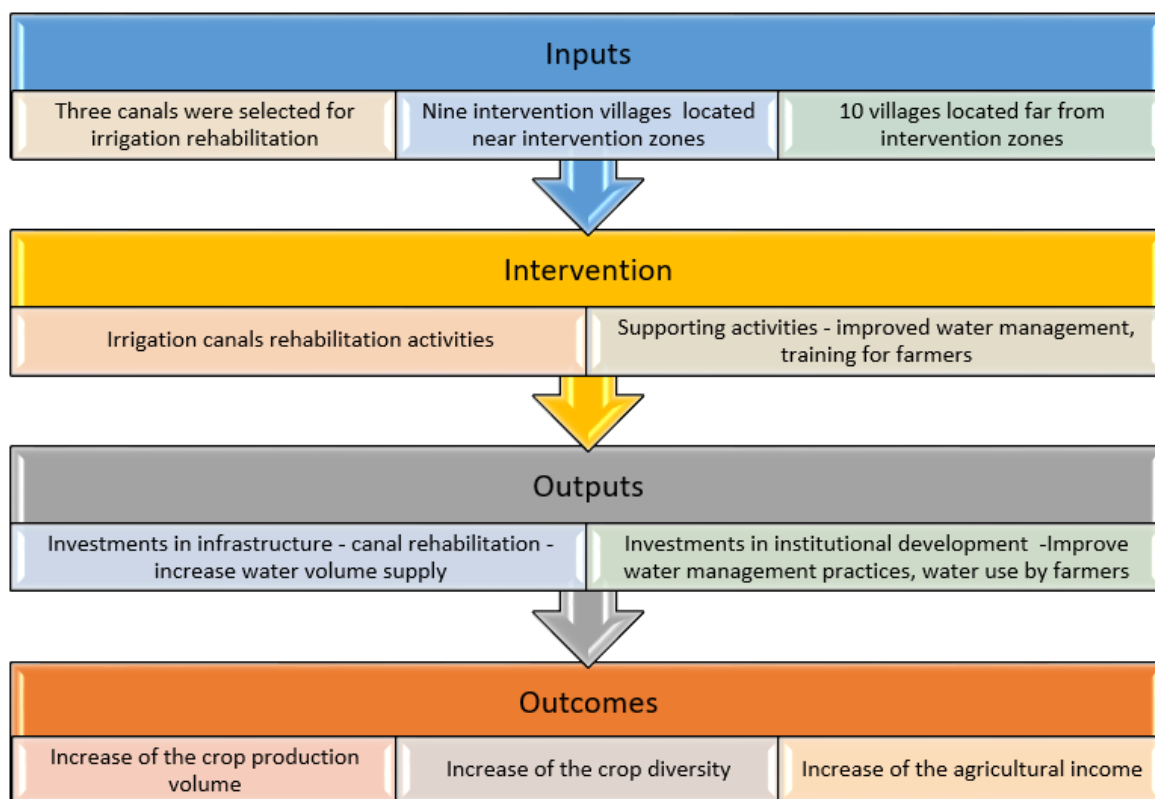 Inputs
Three canals were selected for
irrigation rehabilitation
Nine intervention villages located
near intervention zones
10 villages located far from
intervention zones
Intervention
Irrigation canals rehabilitation activities
Supporting activities - improved water management,
training for farmers
Outputs
Investments in infrastructure - canal rehabilitation -
increase water volume supply
Investments in institutional development -Improve
water management practices, water use by farmers
Outcomes
Increase of the crop production
volume
Increase of the crop diversity
Increase of the agricultural income